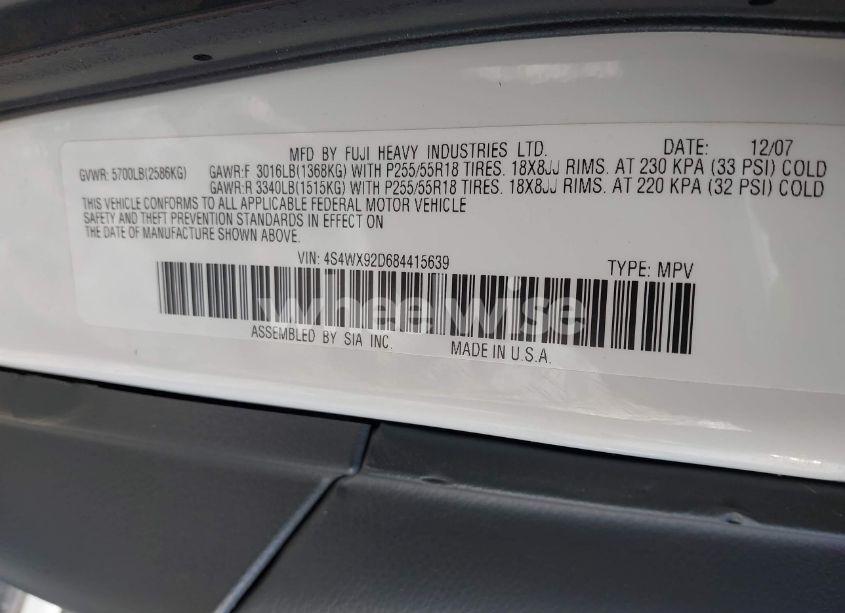 MFD BY FUJI HEAVY INDUSTRIES LTD. DATE: 12/07
GVWR: 5700LB(2586KG) GAWR:F 3016LB(1368KG) WITH P255/55R18 TIRES. 18X8JJ RIMS. AT 230 KPA (33 PSI) COLD
GAWR:R 3340LB(1515KG) WITH P255/55R18 TIRES. 18X8JJ RIMS. AT 220 KPA (32 PSI) COLD
THIS VEHICLE CONFORMS TO ALL APPLICABLE FEDERAL MOTOR VEHICLE
SAFETY AND THEFT PREVENTION STANDARDS IN EFFECT ON
THE DATE OF MANUFACTURE SHOWN ABOVE.
VIN: 4S4WX92D684415639 TYPE: MPV
wheelwise
ASSEMBLED BY SIA INC. MADE IN U.S.A.